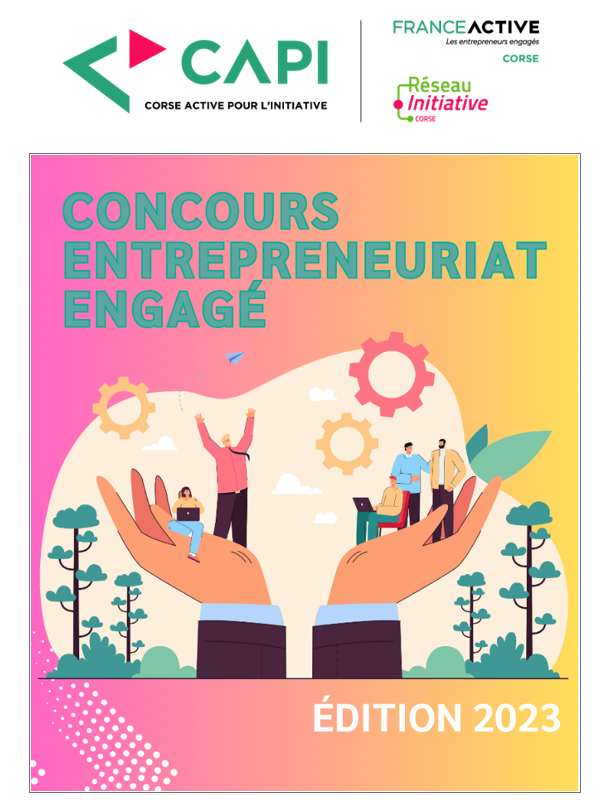 CAPI
CORSE ACTIVE POUR L'INITIATIVE
FRANCEACTIVE
Les entrepreneurs engagés
CORSE
Réseau
Initiative
CORSE
CONCOURS
ENTREPRENEURIAT
ENGAGÉ
ÉDITION 2023